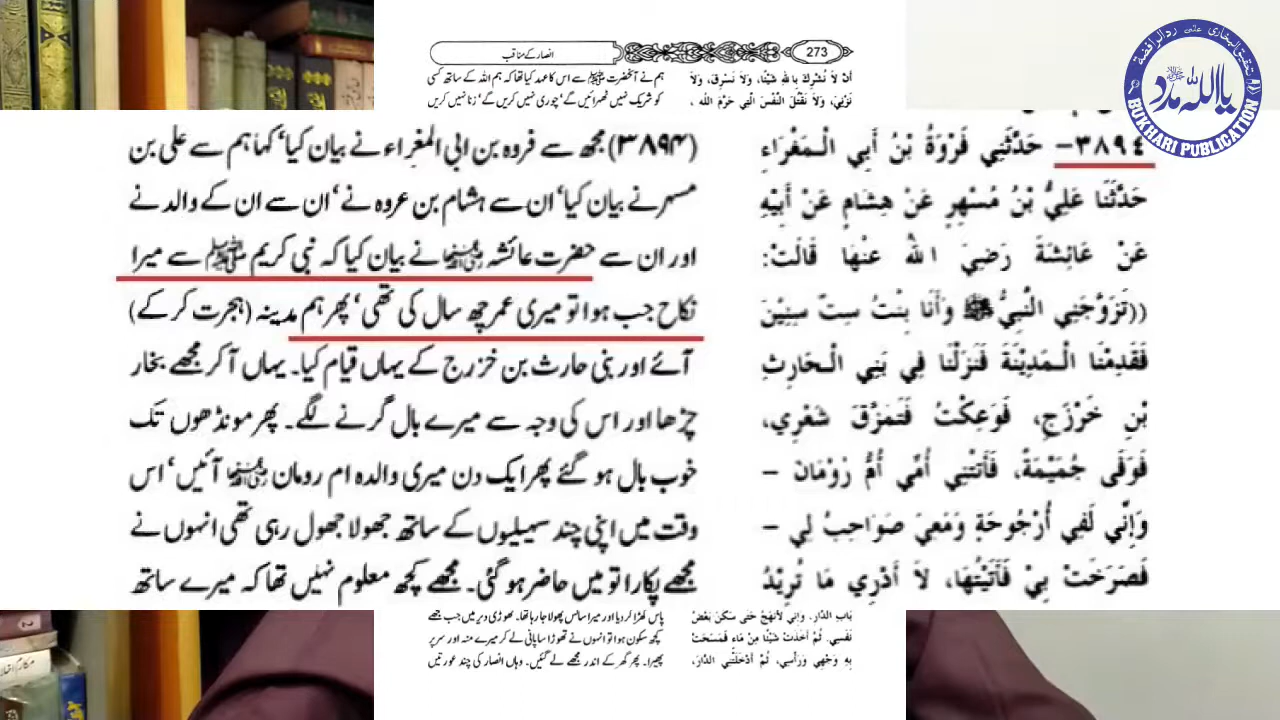 273
انصار کے مناقب
أَنْ لاَ نُشْرِكَ بِاللهِ شَيْئًا، وَلاَ نَسْرِقَ، وَلاَ
نَزْنِيَ، وَلاَ نَقْتُلَ النَّفْسَ الَّتِي حَرَّمَ اللهُ ،
ہم نے آنحضرت ﷺ سے اس کا عہد کیا تھا کہ ہم اللہ کے ساتھ کسی
کو شریک نہیں ٹھہرائیں گے' چوری نہیں کریں گے' زنا نہیں کریں
٣٨٩٤– حَدَّثَنِي فَرْوَةُ بْنُ أَبِي الْـمَغْرَاءِ
حَدَّثَنَا عَلِيُّ بْنُ مُسْهِرٍ عَنْ هِشَامٍ عَنْ أَبِيْهِ
عَنْ عَائِشَةَ رَضِيَ اللهُ عَنْهَا قَالَتْ:
((تَزَوَّجَنِي النَّبِيُّ ﷺ وَأَنَا بِنْتُ سِتِّ سِنِيْنَ
فَقَدِمْنَا الْـمَدِيْنَةَ فَنَزَلْنَا فِي بَنِي الْـحَارِثِ
بْنِ خَزْرَجٍ، فَوُعِكْتُ فَتَمَزَّقَ شَعْرِي،
فَوَفَى جُمَيْمَةً، فَأَتَتْنِي أُمِّي أُمُّ رُوْمَانَ –
وَإِنِّي لَفِي أُرْجُوحَةٍ وَمَعِيَ صَوَاحِبُ لِي –
فَصَرَخَتْ بِيْ فَأَتَيْتُهَا، لاَ أَدْرِي مَا تُرِيْدُ
(۳۸۹۴) مجھ سے فروہ بن ابی المغراء نے بیان کیا' کہا ہم سے علی بن
مسہر نے بیان کیا' ان سے ہشام بن عروہ نے' ان سے ان کے والد نے
اور ان سے حضرت عائشہ رضی اللہ عنہا نے بیان کیا کہ نبی کریم ﷺ سے میرا
نکاح جب ہوا تو میری عمر چھ سال کی تھی' پھر ہم مدینہ (ہجرت کر کے)
آئے اور بنی حارث بن خزرج کے یہاں قیام کیا۔ یہاں آ کر مجھے بخار
چڑھا اور اس کی وجہ سے میرے بال گرنے لگے۔ پھر مونڈھوں تک
خوب بال ہو گئے پھر ایک دن میری والدہ ام رومان رضی اللہ عنہا آئیں' اس
وقت میں اپنی چند سہیلیوں کے ساتھ جھولا جھول رہی تھی انہوں نے
مجھے پکارا تو میں حاضر ہو گئی۔ مجھے کچھ معلوم نہیں تھا کہ میرے ساتھ
بَابِ الدَّارِ، وَإِنِّي لأَنْهَجُ حَتَّى سَكَنَ بَعْضُ
نَفَسِي. ثُمَّ أَخَذَتْ شَيْئًا مِنْ مَاءٍ فَمَسَحَتْ
بِهِ وَجْهِي وَرَأْسِي، ثُمَّ أَدْخَلَتْنِي الدَّارَ،
پاس کھڑا کر دیا اور میرا سانس پھولا جا رہا تھا۔ تھوڑی دیر میں جب مجھے
کچھ سکون ہوا تو انہوں نے تھوڑا سا پانی لے کر میرے منہ اور سر پر
پھیرا۔ پھر گھر کے اندر مجھے لے گئیں۔ وہاں انصار کی چند عورتیں
یا اللہ مدد
BUKHARI PUBLICATION